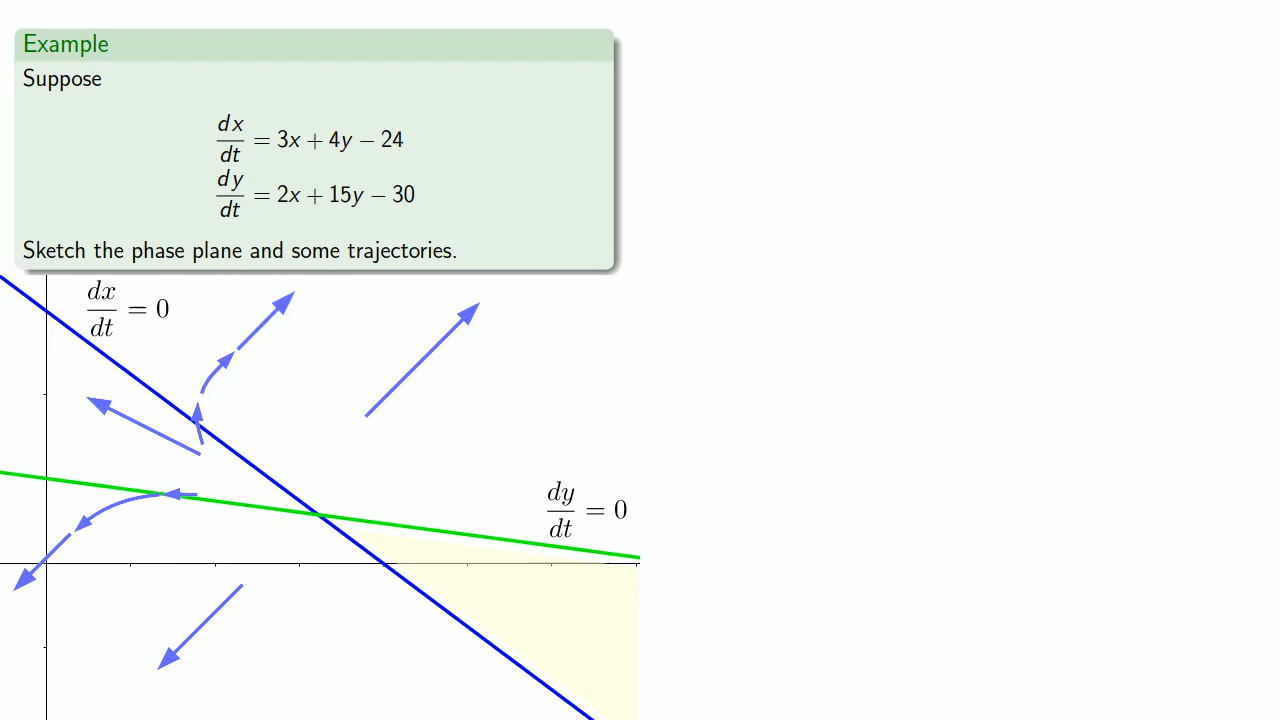 Example
Suppose
dx/dt = 3x + 4y − 24
dy/dt = 2x + 15y − 30
Sketch the phase plane and some trajectories.
dx/dt = 0
dy/dt = 0